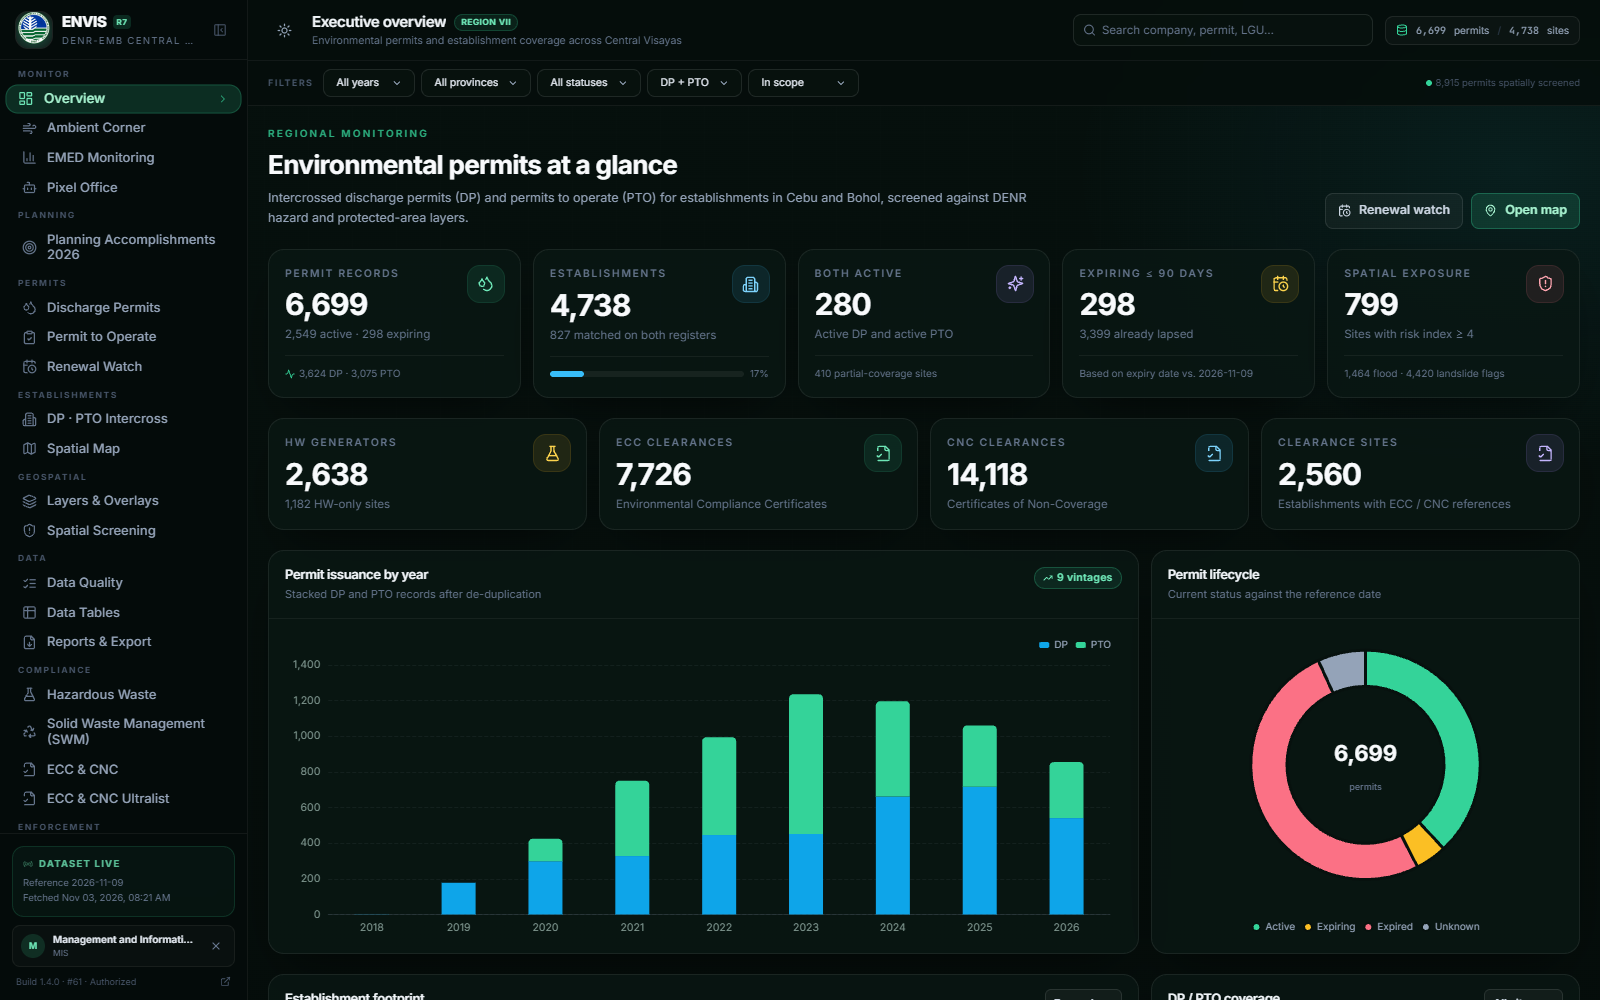 ENVIS R7
DENR-EMB CENTRAL ...
MONITOR
Overview
Ambient Corner
EMED Monitoring
Pixel Office
PLANNING
Planning Accomplishments
2026
PERMITS
Discharge Permits
Permit to Operate
Renewal Watch
ESTABLISHMENTS
DP · PTO Intercross
Spatial Map
GEOSPATIAL
Layers & Overlays
Spatial Screening
DATA
Data Quality
Data Tables
Reports & Export
COMPLIANCE
Hazardous Waste
Solid Waste Management
(SWM)
ECC & CNC
ECC & CNC Ultralist
ENFORCEMENT
DATASET LIVE
Reference 2026-11-09
Fetched Nov 03, 2026, 08:21 AM
M
Management and Informati...
MIS
Build 1.4.0 · #61 · Authorized
Executive overview REGION VII
Environmental permits and establishment coverage across Central Visayas
Search company, permit, LGU...
6,699 permits / 4,738 sites
FILTERS All years All provinces All statuses DP + PTO In scope
8,915 permits spatially screened
REGIONAL MONITORING
Environmental permits at a glance
Intercrossed discharge permits (DP) and permits to operate (PTO) for establishments in Cebu and Bohol, screened against DENR
hazard and protected-area layers.
Renewal watch
Open map
PERMIT RECORDS
6,699
2,549 active · 298 expiring
3,624 DP · 3,075 PTO
ESTABLISHMENTS
4,738
827 matched on both registers
17%
BOTH ACTIVE
280
Active DP and active PTO
410 partial-coverage sites
EXPIRING ≤ 90 DAYS
298
3,399 already lapsed
Based on expiry date vs. 2026-11-09
SPATIAL EXPOSURE
799
Sites with risk index ≥ 4
1,464 flood · 4,420 landslide flags
HW GENERATORS
2,638
1,182 HW-only sites
ECC CLEARANCES
7,726
Environmental Compliance Certificates
CNC CLEARANCES
14,118
Certificates of Non-Coverage
CLEARANCE SITES
2,560
Establishments with ECC / CNC references
Permit issuance by year
Stacked DP and PTO records after de-duplication
9 vintages
DP PTO
1,400
1,200
1,000
800
600
400
200
0
2018 2019 2020 2021 2022 2023 2024 2025 2026
Permit lifecycle
Current status against the reference date
6,699
permits
Active Expiring Expired Unknown
Establishment footprint
DP / PTO coverage